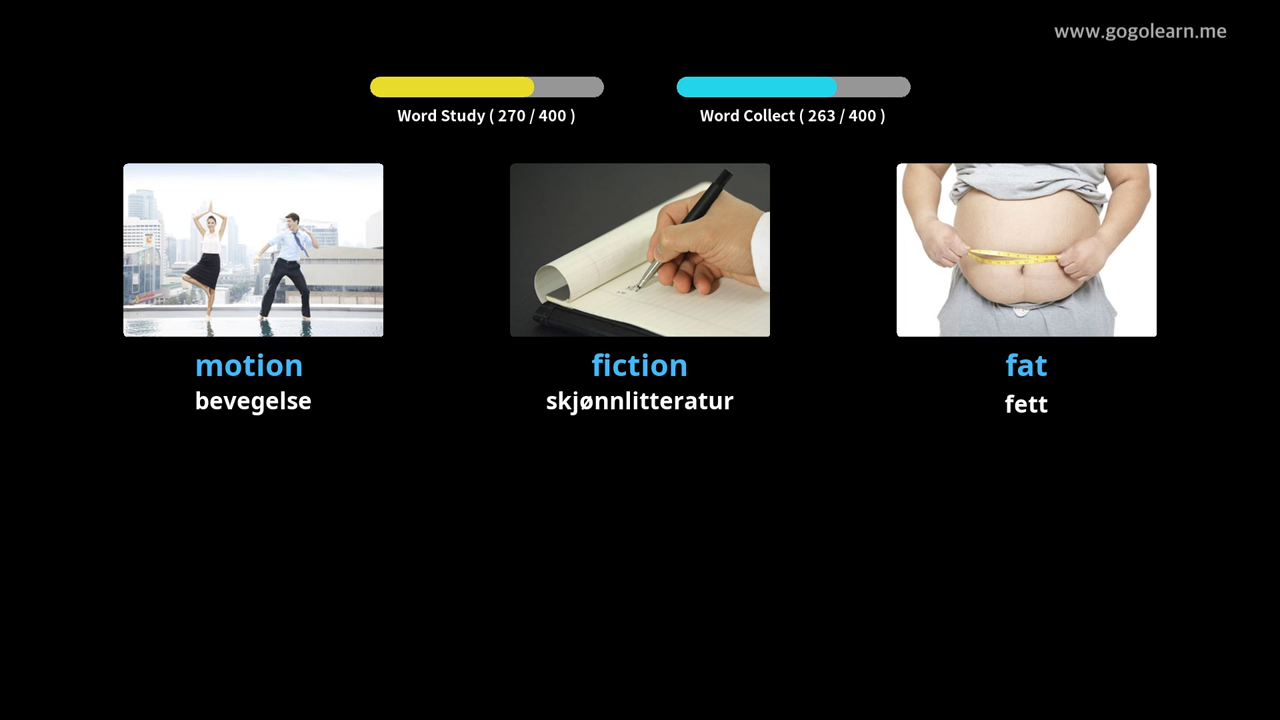 www.gogolearn.me
Word Study ( 270 / 400 )
Word Collect ( 263 / 400 )
motion
bevegelse
fiction
skjønnlitteratur
fat
fett